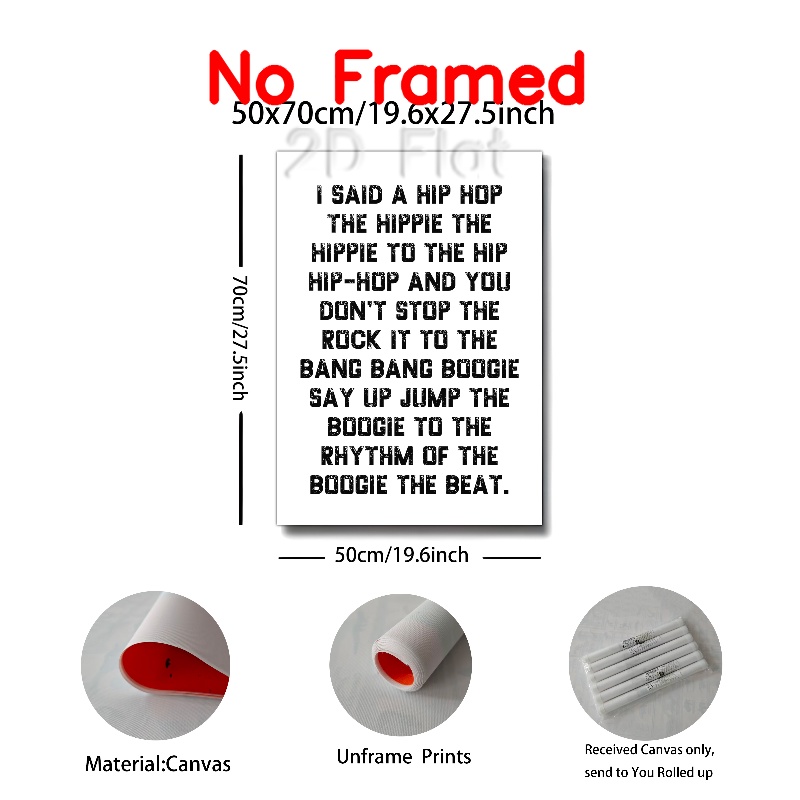 No Framed
50x70cm/19.6x27.5inch
2D Flat
I SAID A HIP HOP
THE HIPPIE THE
HIPPIE TO THE HIP
HIP-HOP AND YOU
DON'T STOP THE
ROCK IT TO THE
BANG BANG BOOGIE
SAY UP JUMP THE
BOOGIE TO THE
RHYTHM OF THE
BOOGIE THE BEAT.
70cm/27.5inch
50cm/19.6inch
Material:Canvas
Unframe Prints
Received Canvas only,
send to You Rolled up